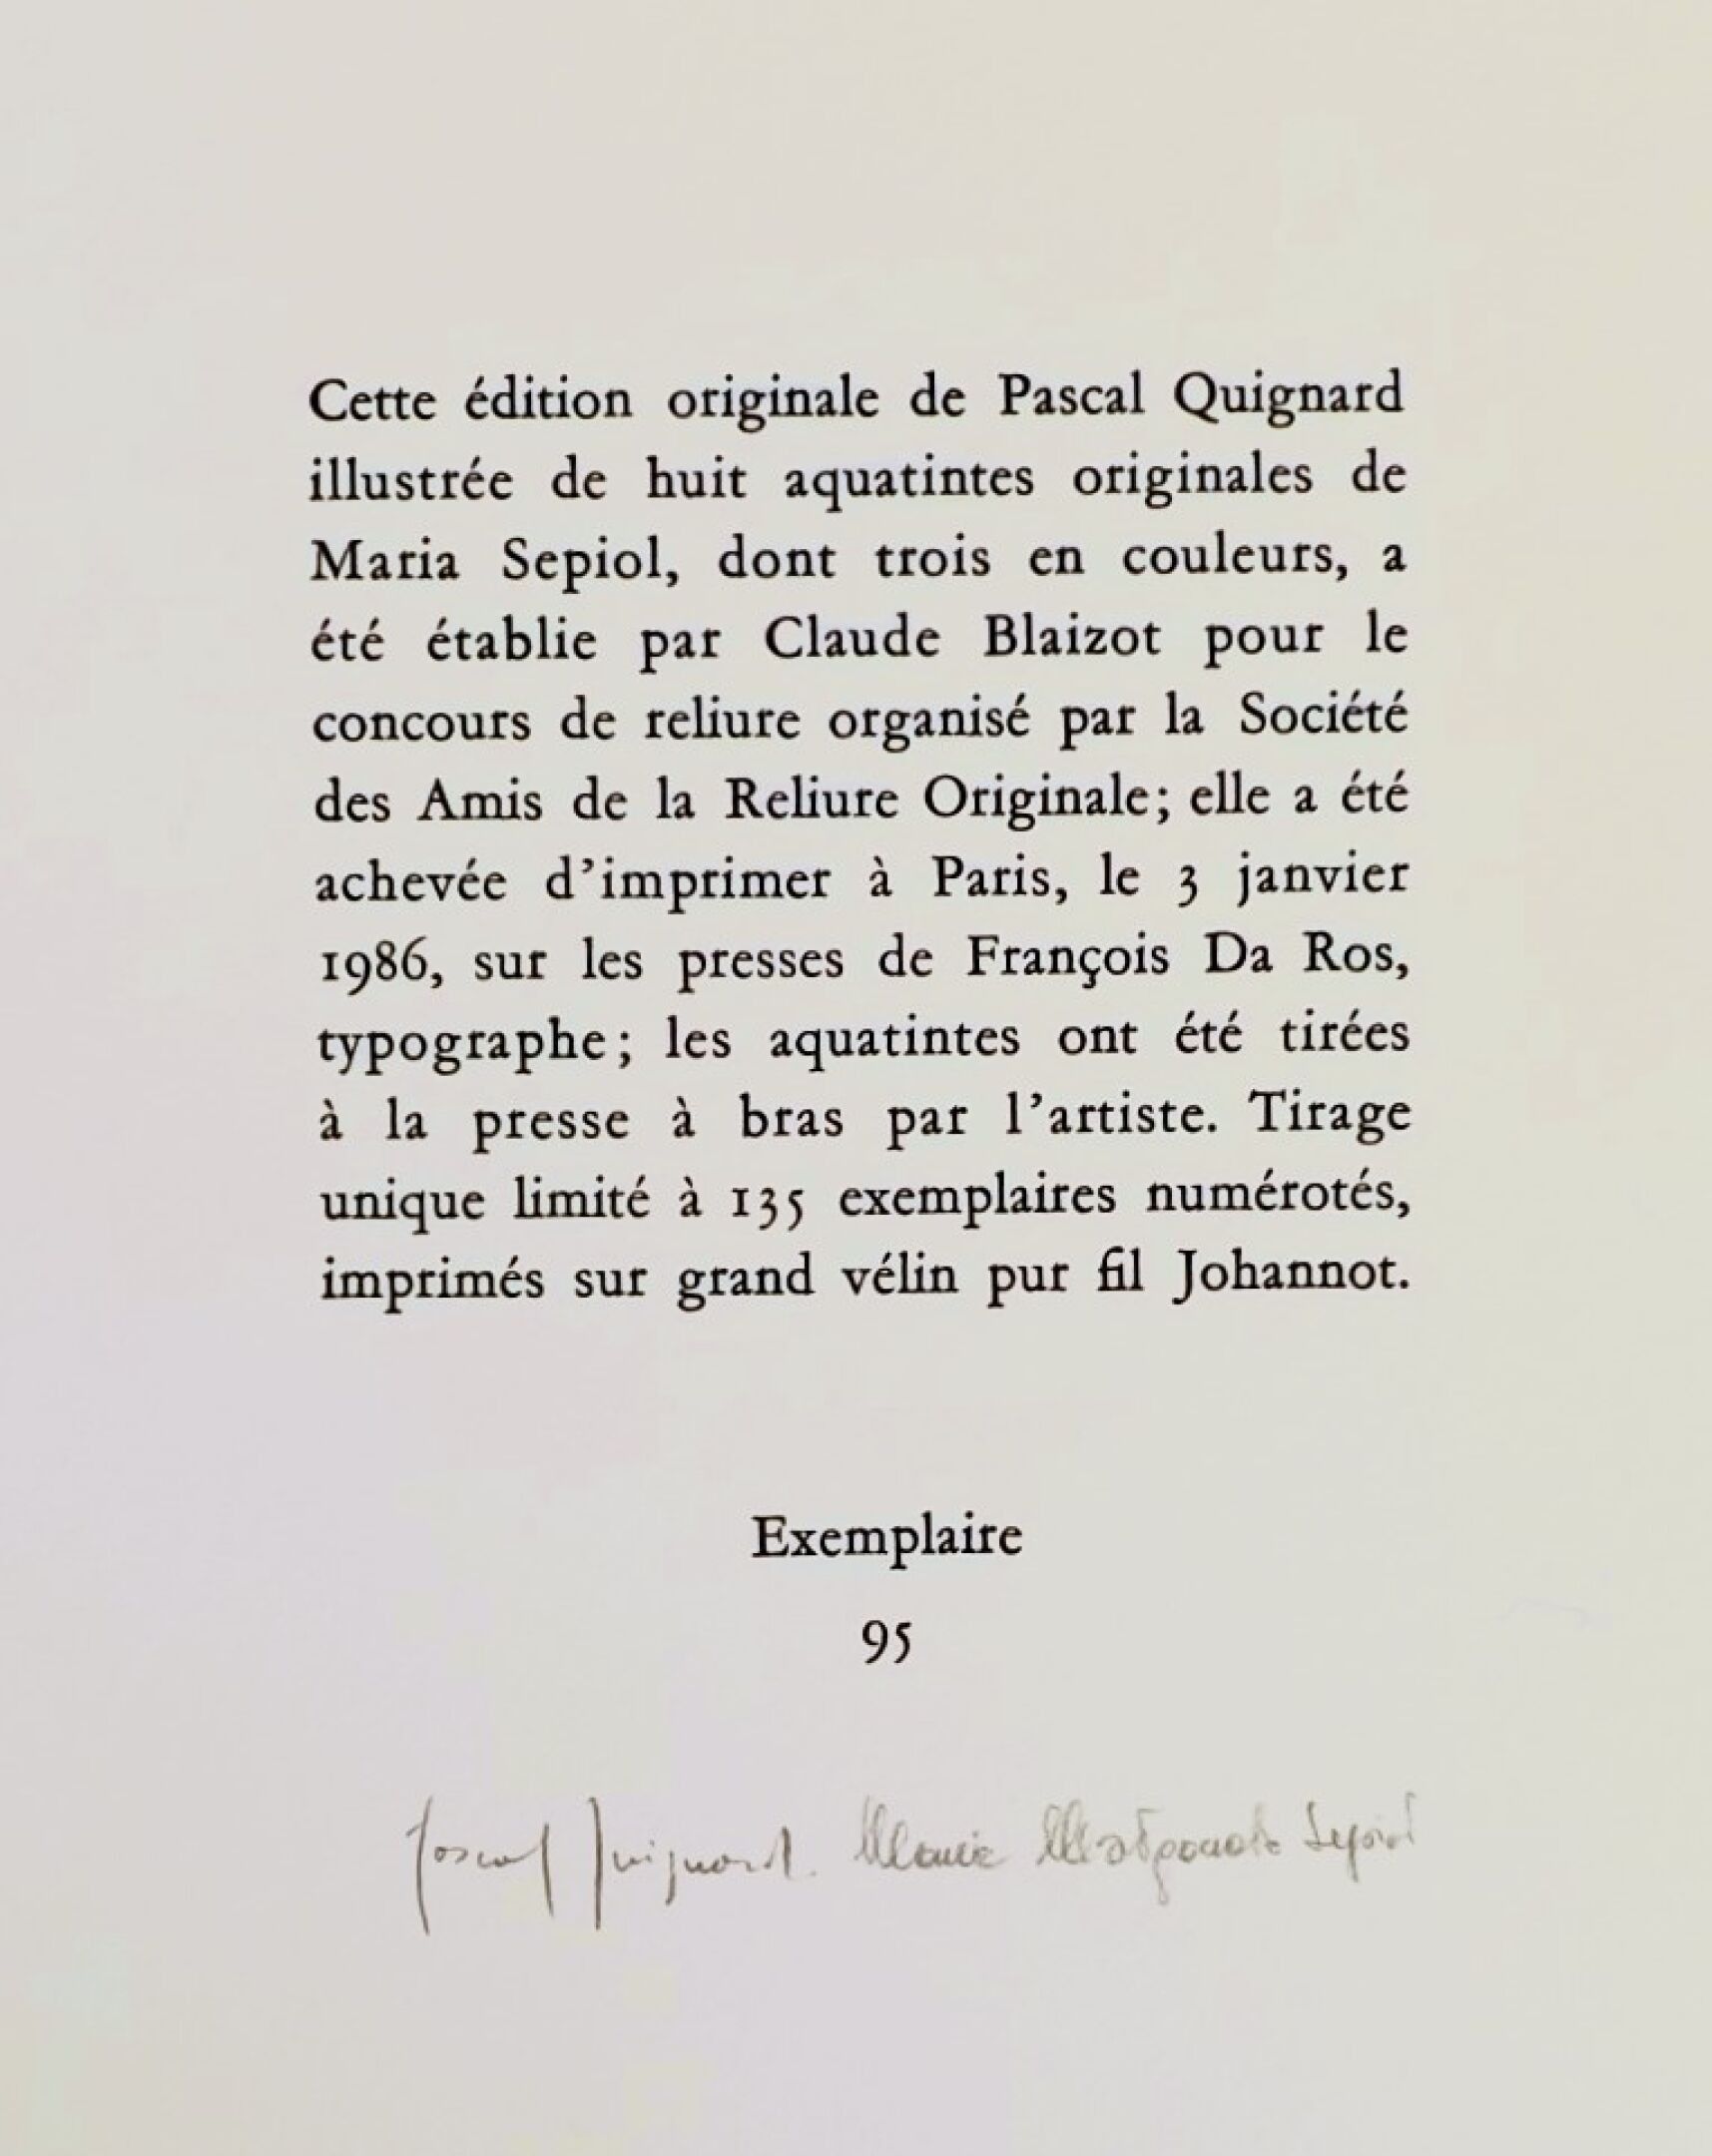 Cette édition originale de Pascal Quignard
illustrée de huit aquatintes originales de
Maria Sepiol, dont trois en couleurs, a
été établie par Claude Blaizot pour le
concours de reliure organisé par la Société
des Amis de la Reliure Originale; elle a été
achevée d’imprimer à Paris, le 3 janvier
1986, sur les presses de François Da Ros,
typographe; les aquatintes ont été tirées
à la presse à bras par l’artiste. Tirage
unique limité à 135 exemplaires numérotés,
imprimés sur grand vélin pur fil Johannot.
Exemplaire
95
Pascal Quignard. Maria Sepiol